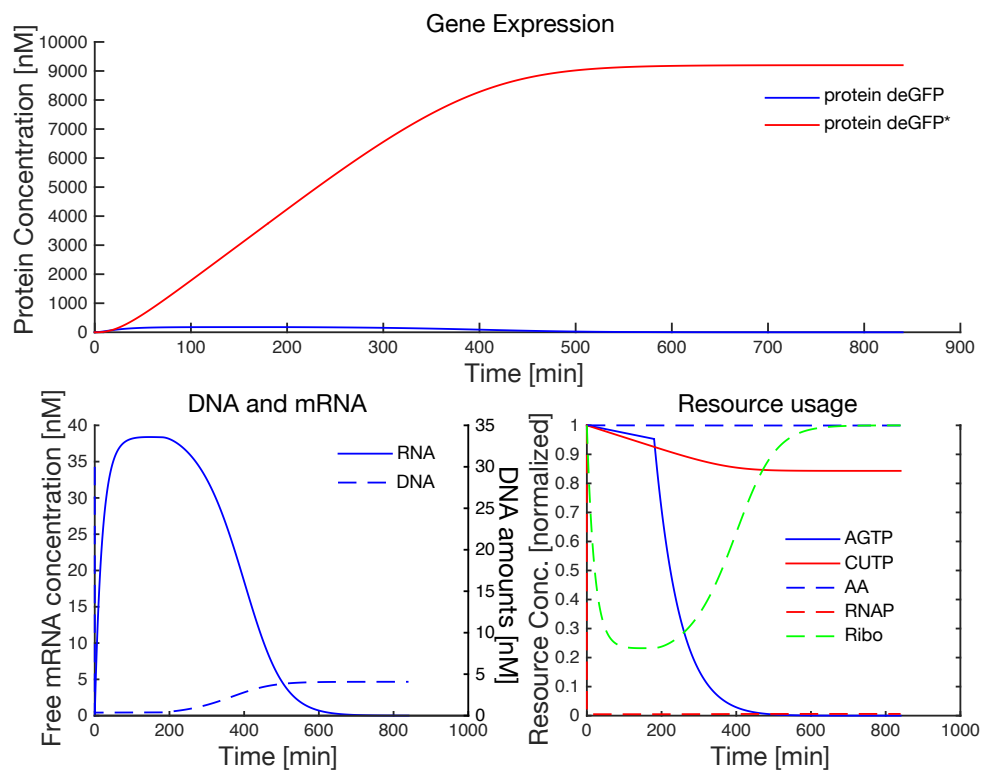 Gene Expression
Protein Concentration [nM]
10000
9000
8000
7000
6000
5000
4000
3000
2000
1000
0
protein deGFP
protein deGFP*
0 100 200 300 400 500 600 700 800 900
Time [min]
DNA and mRNA
Free mRNA concentration [nM]
40
35
30
25
20
15
10
5
0
RNA
DNA
35
30
25
20
15
10
5
0
DNA amounts [nM]
0 200 400 600 800 1000
Time [min]
Resource usage
Resource Conc. [normalized]
1
0.9
0.8
0.7
0.6
0.5
0.4
0.3
0.2
0.1
0
AGTP
CUTP
AA
RNAP
Ribo
0 200 400 600 800 1000
Time [min]